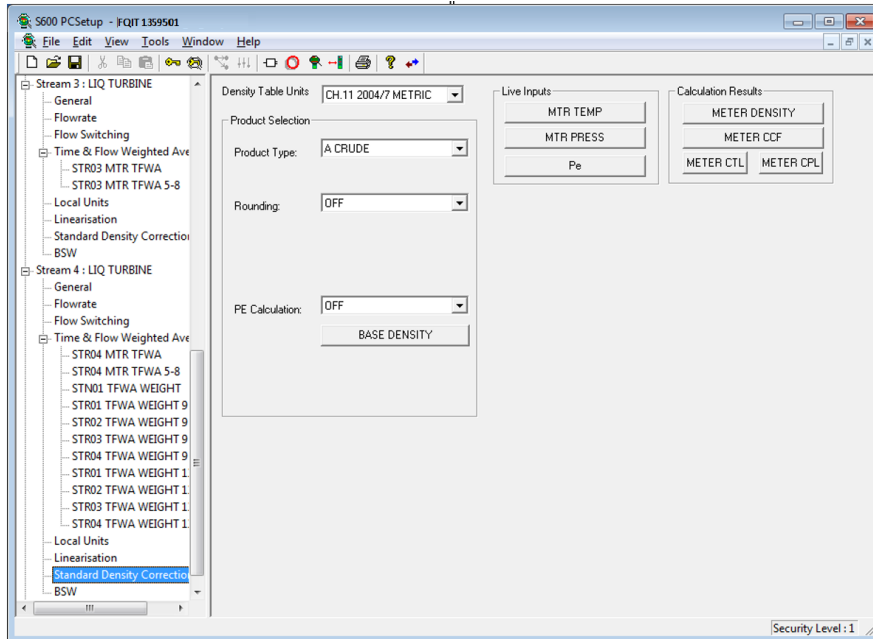 S600 PCSetup - FQIT 1359501
File Edit View Tools Window Help
Stream 3 : LIQ TURBINE
General
Flowrate
Flow Switching
Time & Flow Weighted Ave
STR03 MTR TFWA
STR03 MTR TFWA 5-8
Local Units
Linearisation
Standard Density Correctio
BSW
Stream 4 : LIQ TURBINE
General
Flowrate
Flow Switching
Time & Flow Weighted Ave
STR04 MTR TFWA
STR04 MTR TFWA 5-8
STN01 TFWA WEIGHT
STR01 TFWA WEIGHT 9
STR02 TFWA WEIGHT 9
STR03 TFWA WEIGHT 9
STR04 TFWA WEIGHT 9
STR01 TFWA WEIGHT 1
STR02 TFWA WEIGHT 1
STR03 TFWA WEIGHT 1
STR04 TFWA WEIGHT 1
Local Units
Linearisation
Standard Density Correctio
BSW
Density Table Units CH.11 2004/7 METRIC
Product Selection
Product Type: A CRUDE
Rounding: OFF
PE Calculation: OFF
BASE DENSITY
Live Inputs
MTR TEMP
MTR PRESS
Pe
Calculation Results
METER DENSITY
METER CCF
METER CTL METER CPL
Security Level : 1